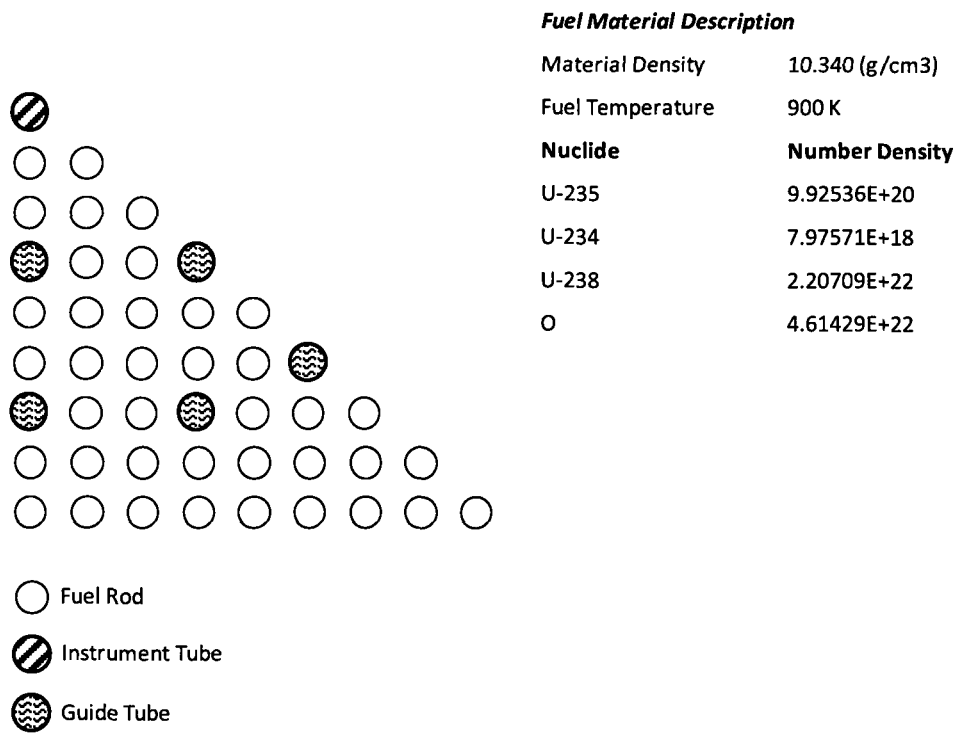 Fuel Material Description
Material Density 10.340 (g/cm3)
Fuel Temperature 900 K
Nuclide Number Density
U-235 9.92536E+20
U-234 7.97571E+18
U-238 2.20709E+22
O 4.61429E+22
Fuel Rod
Instrument Tube
Guide Tube